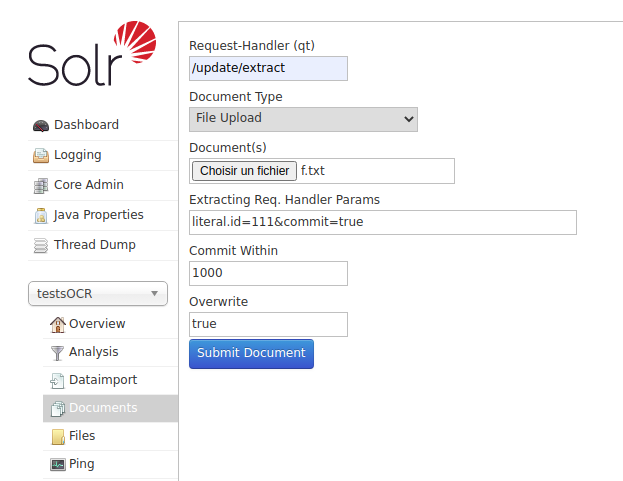 Solr
Dashboard
Logging
Core Admin
Java Properties
Thread Dump
testsOCR
Overview
Analysis
Dataimport
Documents
Files
Ping
Request-Handler (qt)
/update/extract
Document Type
File Upload
Document(s)
Choisir un fichier f.txt
Extracting Req. Handler Params
literal.id=111&commit=true
Commit Within
1000
Overwrite
true
Submit Document